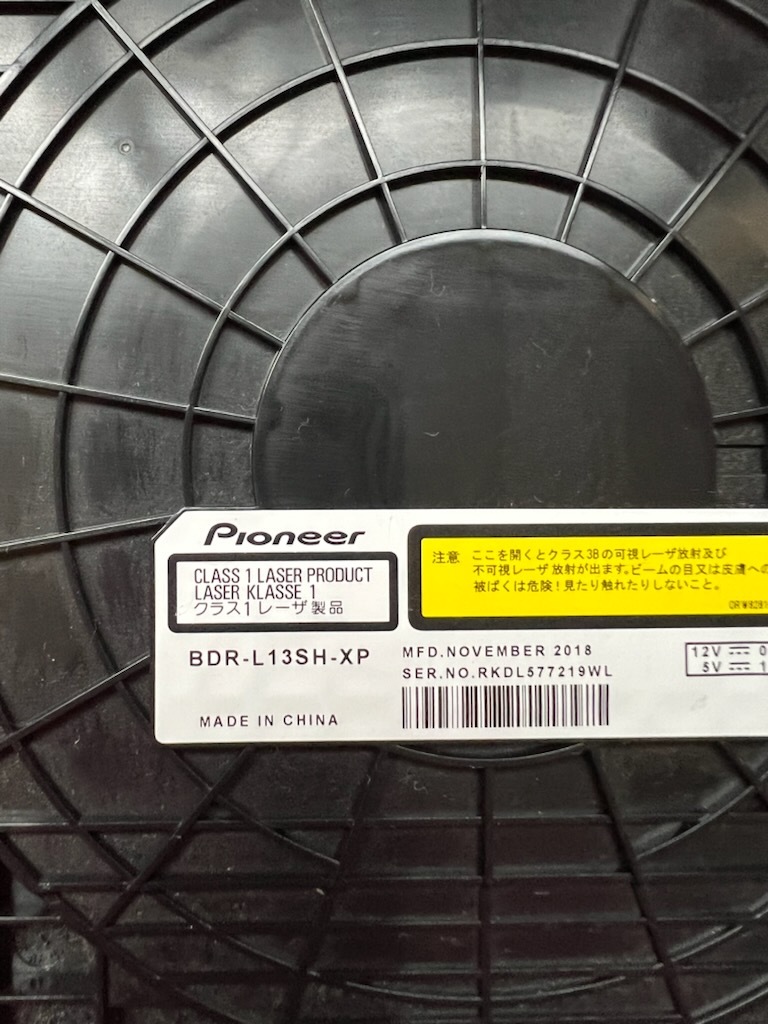 Pioneer
CLASS 1 LASER PRODUCT
LASER KLASSE 1
クラス1レーザ製品
注意 ここを開くとクラス3Bの可視レーザ放射及び
不可視レーザ放射が出ます。ビームの目又は皮膚への
被ばくは危険！見たり触れたりしないこと。
BDR-L13SH-XP
MFD.NOVEMBER 2018
SER.NO.RKDL577219WL
12V ⎓ 0
5V ⎓ 1
MADE IN CHINA